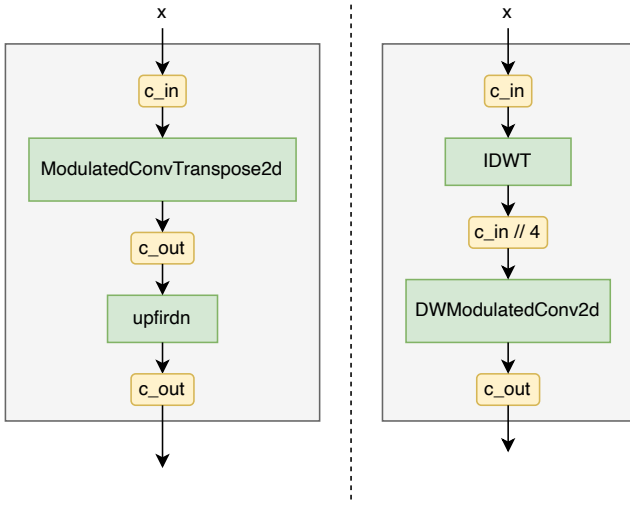 x
c_in
ModulatedConvTranspose2d
c_out
upfirdn
c_out
x
c_in
IDWT
c_in // 4
DWModulatedConv2d
c_out